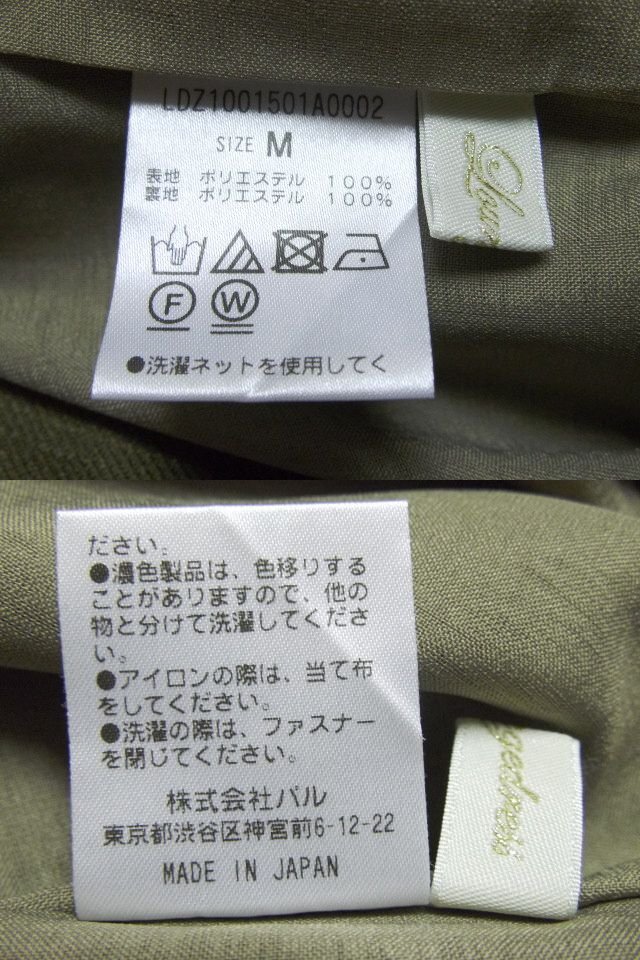 LDZ1001501A0002
SIZE M
表地 ポリエステル 100%
裏地 ポリエステル 100%
F W
●洗濯ネットを使用してく
ださい。
●濃色製品は、色移りする
ことがありますので、他の
物と分けて洗濯してくださ
い。
●アイロンの際は、当て布
をしてください。
●洗濯の際は、ファスナー
を閉じてください。
株式会社パル
東京都渋谷区神宮前6-12-22
MADE IN JAPAN